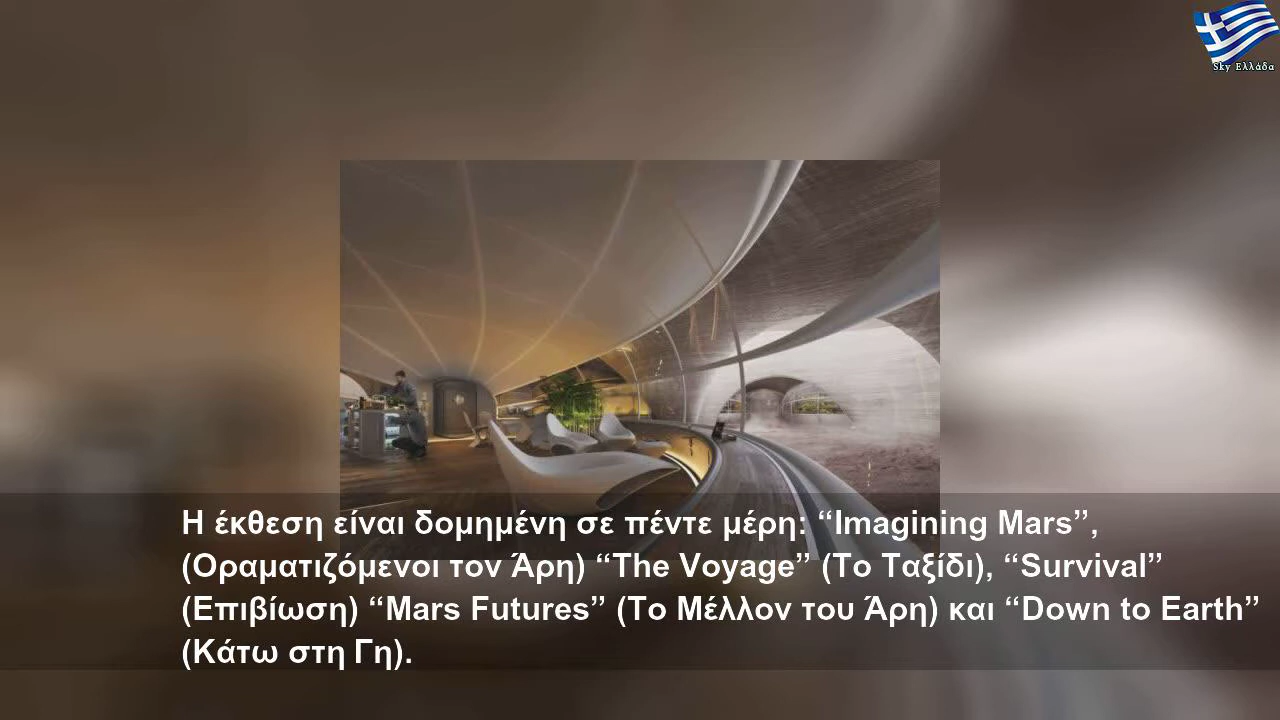 Sky Ελλάδα
Η έκθεση είναι δομημένη σε πέντε μέρη: “Imagining Mars”,
(Οραματιζόμενοι τον Άρη) “The Voyage” (Το Ταξίδι), “Survival”
(Επιβίωση) “Mars Futures” (Το Μέλλον του Άρη) και “Down to Earth”
(Κάτω στη Γη).